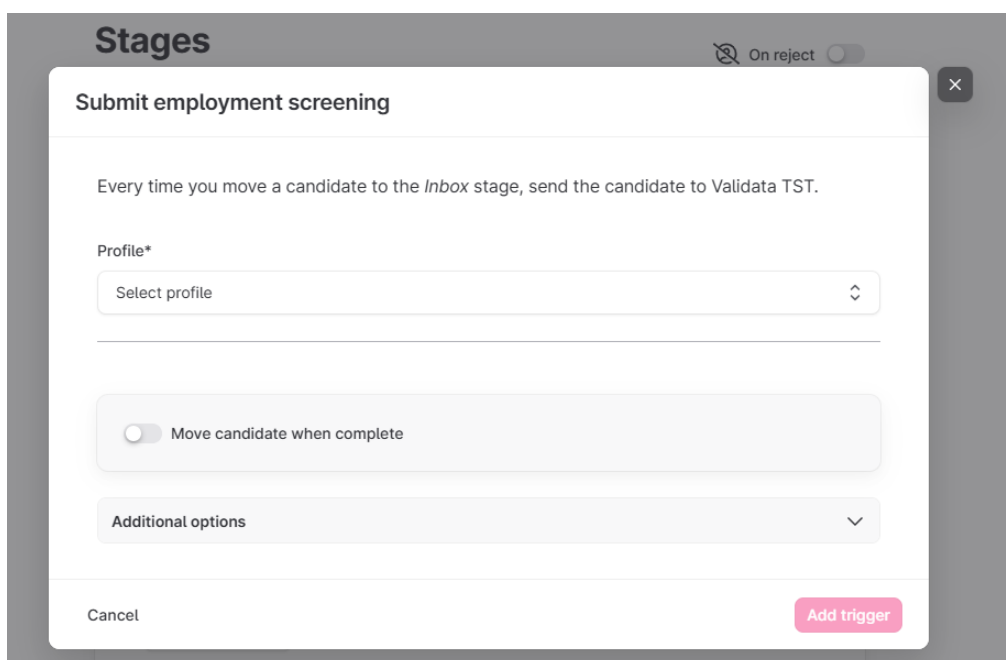 Stages
On reject
Submit employment screening
Every time you move a candidate to the Inbox stage, send the candidate to Validata TST.
Profile*
Select profile
Move candidate when complete
Additional options
Cancel
Add trigger